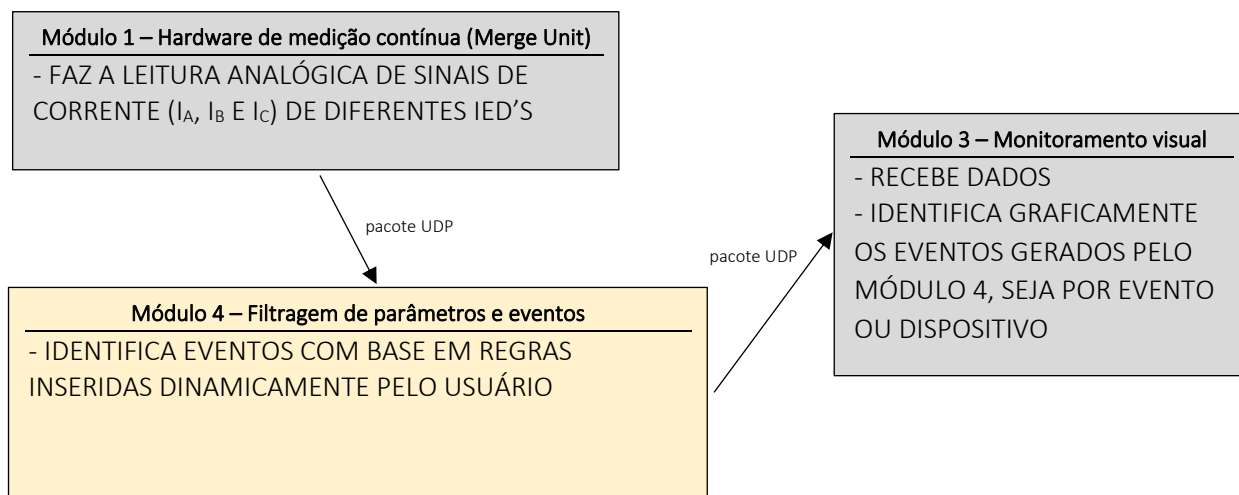 Módulo 1 – Hardware de medição contínua (Merge Unit)
- FAZ A LEITURA ANALÓGICA DE SINAIS DE
CORRENTE (IA, IB E IC) DE DIFERENTES IED'S
pacote UDP
Módulo 4 – Filtragem de parâmetros e eventos
- IDENTIFICA EVENTOS COM BASE EM REGRAS
INSERIDAS DINAMICAMENTE PELO USUÁRIO
pacote UDP
Módulo 3 – Monitoramento visual
- RECEBE DADOS
- IDENTIFICA GRAFICAMENTE
OS EVENTOS GERADOS PELO
MÓDULO 4, SEJA POR EVENTO
OU DISPOSITIVO